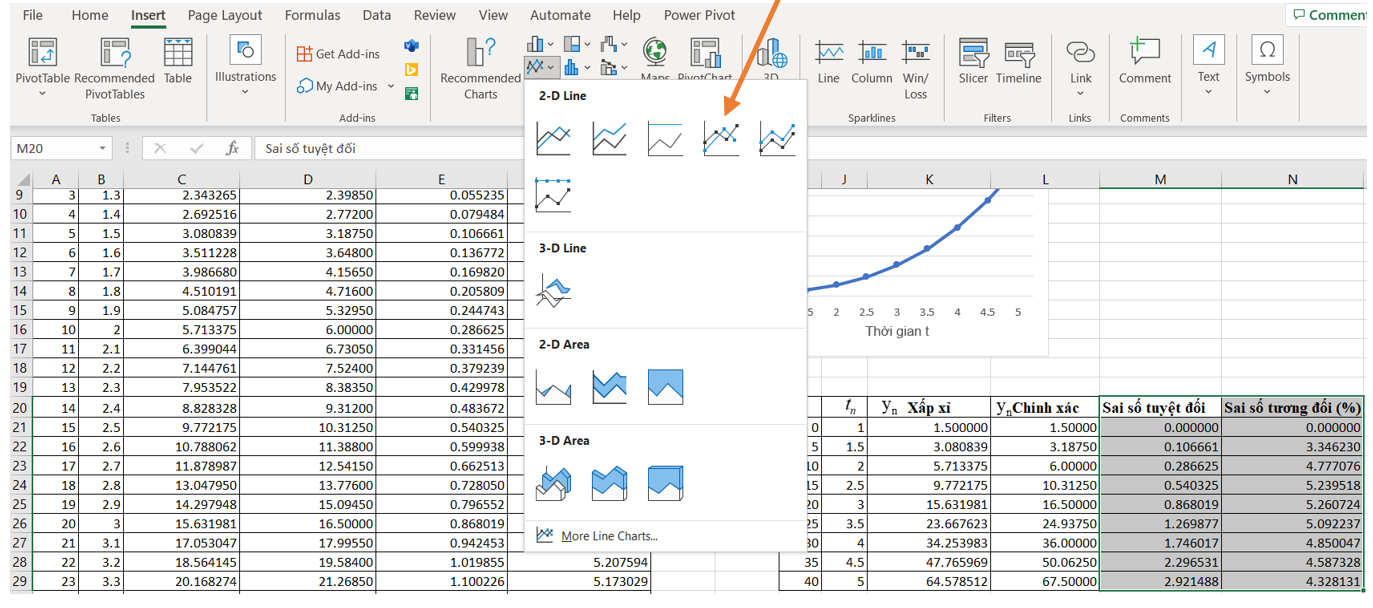 File Home Insert Page Layout Formulas Data Review View Automate Help Power Pivot Comment
PivotTable
Recommended PivotTables
Table
Tables
Illustrations
Get Add-ins
My Add-ins
Add-ins
Recommended Charts
Maps PivotChart 3D
Line Column Win/ Loss
Sparklines
Slicer Timeline
Filters
Link
Links
Comment
Comments
Text
Symbols
M20 fx Sai số tuyệt đối
2-D Line
3-D Line
2-D Area
3-D Area
More Line Charts...
A B C D E J K L M N
9 3 1.3 2.343265 2.39850 0.055235
10 4 1.4 2.692516 2.77200 0.079484
11 5 1.5 3.080839 3.18750 0.106661
12 6 1.6 3.511228 3.64800 0.136772
13 7 1.7 3.986680 4.15650 0.169820
14 8 1.8 4.510191 4.71600 0.205809
15 9 1.9 5.084757 5.32950 0.244743
5 2 2.5 3 3.5 4 4.5 5
16 10 2 5.713375 6.00000 0.286625
Thời gian t
17 11 2.1 6.399044 6.73050 0.331456
18 12 2.2 7.144761 7.52400 0.379239
19 13 2.3 7.953522 8.38350 0.429978
20 14 2.4 8.828328 9.31200 0.483672 tn yn Xấp xỉ ynChính xác Sai số tuyệt đối Sai số tương đối (%)
21 15 2.5 9.772175 10.31250 0.540325 0 1 1.500000 1.50000 0.000000 0.000000
22 16 2.6 10.788062 11.38800 0.599938 5 1.5 3.080839 3.18750 0.106661 3.346230
23 17 2.7 11.878987 12.54150 0.662513 10 2 5.713375 6.00000 0.286625 4.777076
24 18 2.8 13.047950 13.77600 0.728050 15 2.5 9.772175 10.31250 0.540325 5.239518
25 19 2.9 14.297948 15.09450 0.796552 20 3 15.631981 16.50000 0.868019 5.260724
26 20 3 15.631981 16.50000 0.868019 25 3.5 23.667623 24.93750 1.269877 5.092237
27 21 3.1 17.053047 17.99550 0.942453 30 4 34.253983 36.00000 1.746017 4.850047
28 22 3.2 18.564145 19.58400 1.019855 5.207594 35 4.5 47.765969 50.06250 2.296531 4.587328
29 23 3.3 20.168274 21.26850 1.100226 5.173029 40 5 64.578512 67.50000 2.921488 4.328131